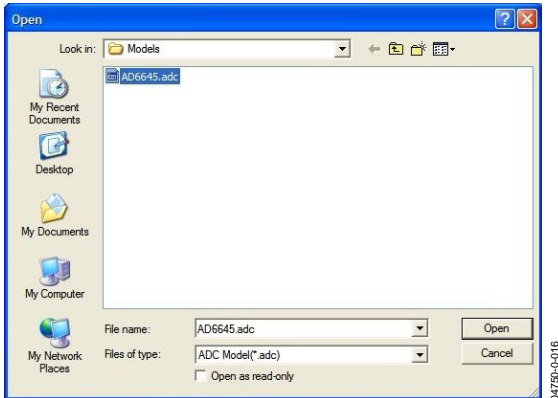 Open
Look in:
Models
AD6645.adc
My Recent
Documents
Desktop
My Documents
My Computer
My Network
Places
File name:
AD6645.adc
Open
Files of type:
ADC Model(*.adc)
Cancel
Open as read-only
04750-0-016